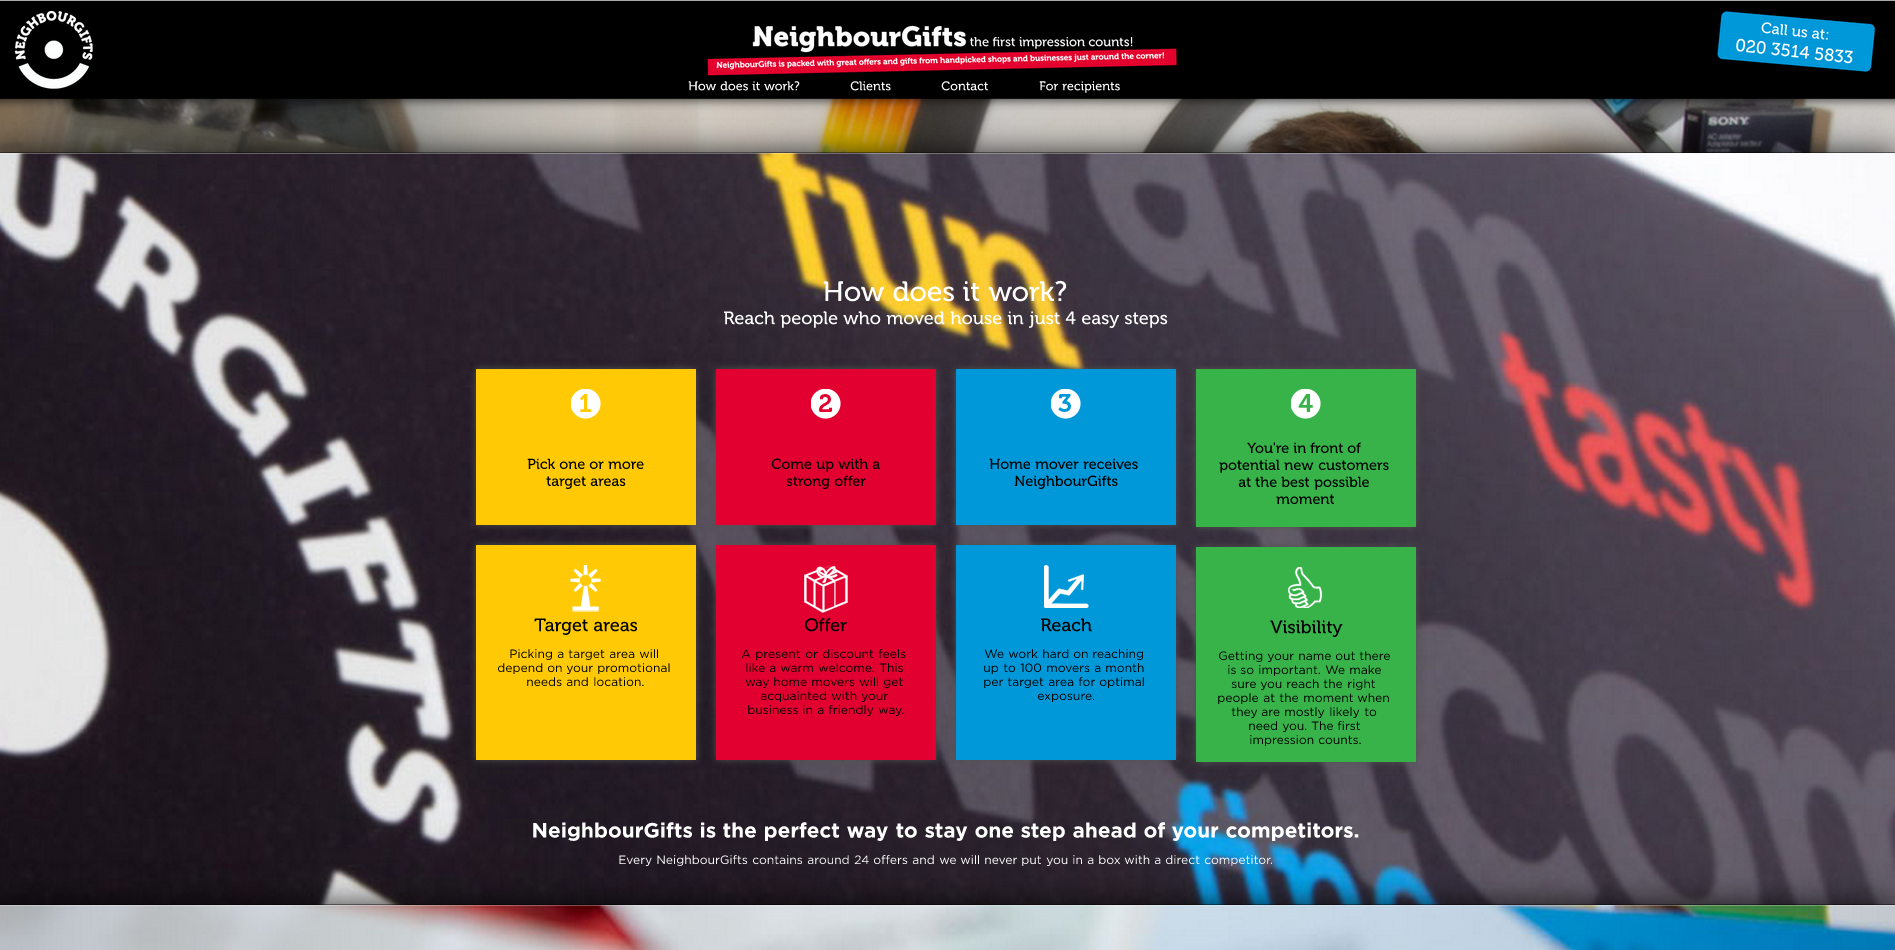 NEIGHBOURGIFTS
NeighbourGifts the first impression counts!
NeighbourGifts is packed with great offers and gifts from handpicked shops and businesses just around the corner!
Call us at:
020 3514 5833
How does it work?
Clients
Contact
For recipients
SONY
URGIFTS
fun
warm
tasty
How does it work?
Reach people who moved house in just 4 easy steps
1
Pick one or more
target areas
2
Come up with a
strong offer
3
Home mover receives
NeighbourGifts
4
You're in front of
potential new customers
at the best possible
moment
Target areas
Picking a target area will
depend on your promotional
needs and location.
Offer
A present or discount feels
like a warm welcome. This
way home movers will get
acquainted with your
business in a friendly way.
Reach
We work hard on reaching
up to 100 movers a month
per target area for optimal
exposure.
Visibility
Getting your name out there
is so important. We make
sure you reach the right
people at the moment when
they are mostly likely to
need you. The first
impression counts.
NeighbourGifts is the perfect way to stay one step ahead of your competitors.
Every NeighbourGifts contains around 24 offers and we will never put you in a box with a direct competitor.